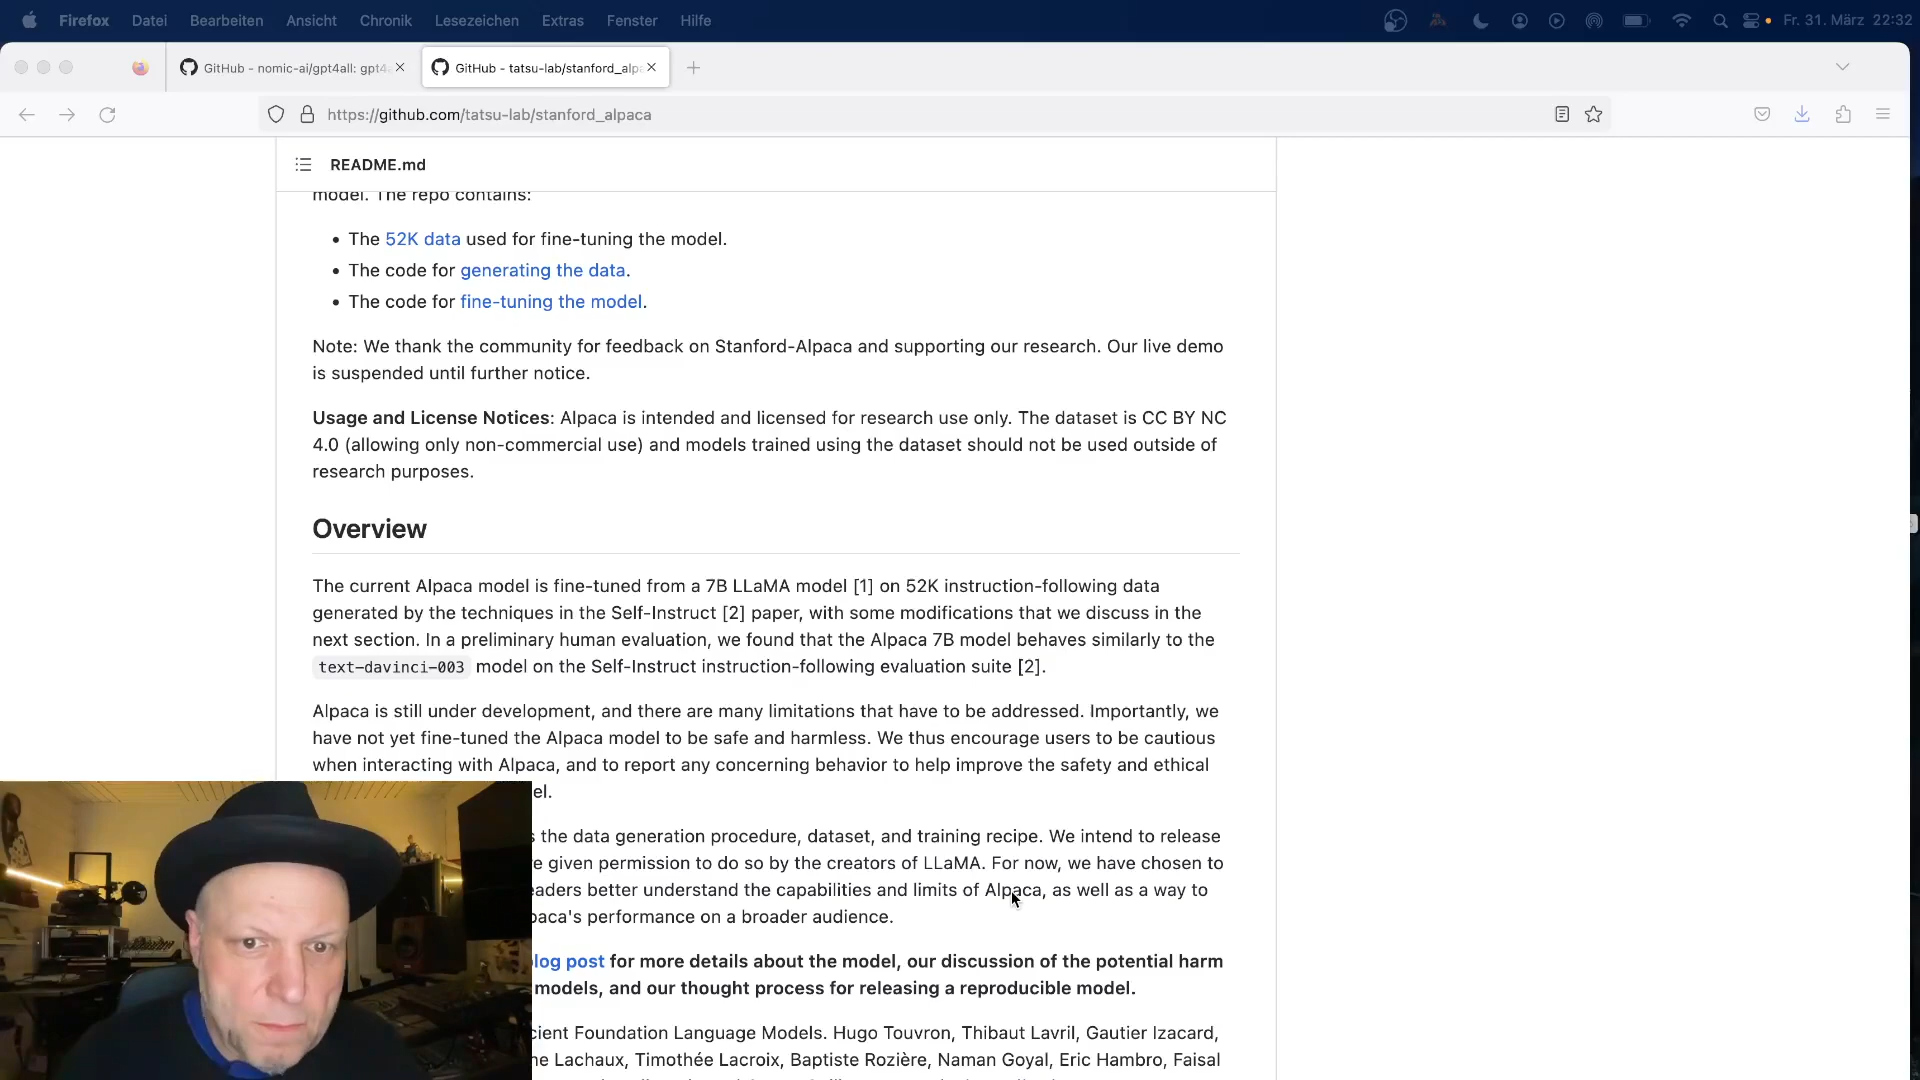 Firefox Datei Bearbeiten Ansicht Chronik Lesezeichen Extras Fenster Hilfe Fr. 31. März 22:32
GitHub - nomic-ai/gpt4all: gpt4
GitHub - tatsu-lab/stanford_alp
https://github.com/tatsu-lab/stanford_alpaca
README.md
model. The repo contains:
• The 52K data used for fine-tuning the model.
• The code for generating the data.
• The code for fine-tuning the model.
Note: We thank the community for feedback on Stanford-Alpaca and supporting our research. Our live demo
is suspended until further notice.
Usage and License Notices: Alpaca is intended and licensed for research use only. The dataset is CC BY NC
4.0 (allowing only non-commercial use) and models trained using the dataset should not be used outside of
research purposes.
Overview
The current Alpaca model is fine-tuned from a 7B LLaMA model [1] on 52K instruction-following data
generated by the techniques in the Self-Instruct [2] paper, with some modifications that we discuss in the
next section. In a preliminary human evaluation, we found that the Alpaca 7B model behaves similarly to the
text-davinci-003 model on the Self-Instruct instruction-following evaluation suite [2].
Alpaca is still under development, and there are many limitations that have to be addressed. Importantly, we
have not yet fine-tuned the Alpaca model to be safe and harmless. We thus encourage users to be cautious
when interacting with Alpaca, and to report any concerning behavior to help improve the safety and ethical
el.
the data generation procedure, dataset, and training recipe. We intend to release
e given permission to do so by the creators of LLaMA. For now, we have chosen to
eaders better understand the capabilities and limits of Alpaca, as well as a way to
paca's performance on a broader audience.
log post for more details about the model, our discussion of the potential harm
models, and our thought process for releasing a reproducible model.
cient Foundation Language Models. Hugo Touvron, Thibaut Lavril, Gautier Izacard,
ne Lachaux, Timothée Lacroix, Baptiste Rozière, Naman Goyal, Eric Hambro, Faisal